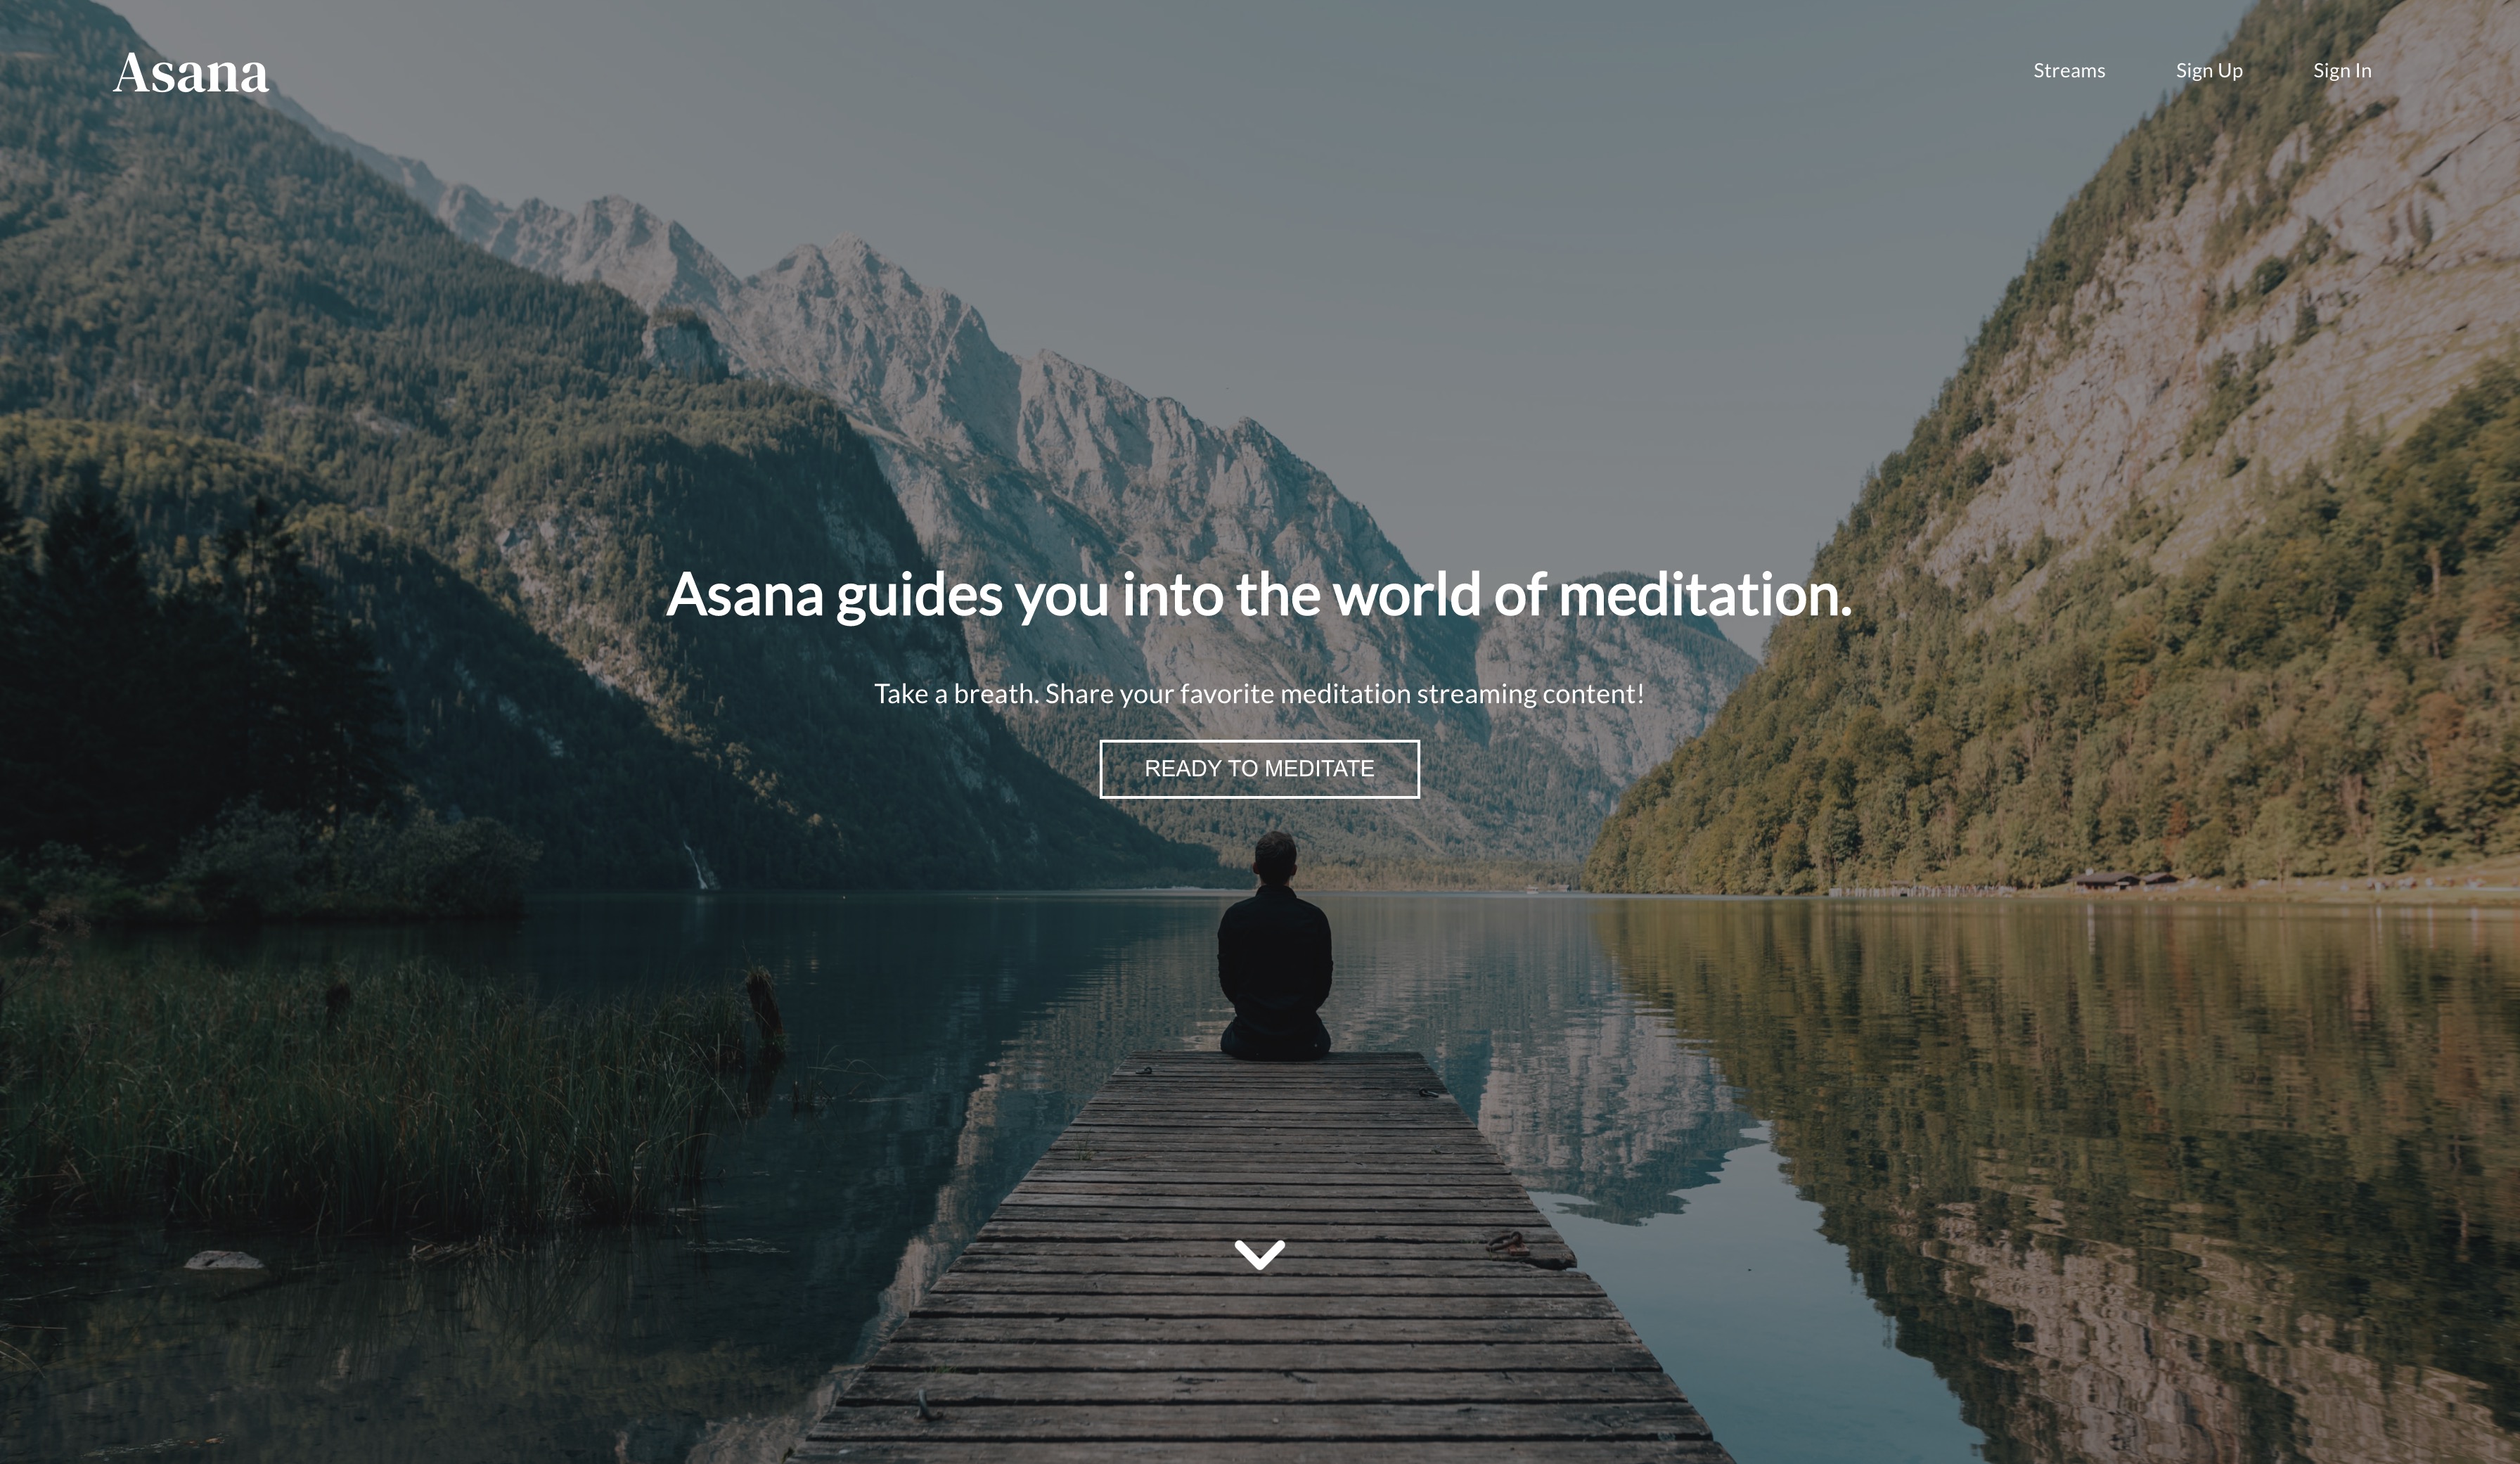 Asana
Streams Sign Up Sign In
Asana guides you into the world of meditation.
Take a breath. Share your favorite meditation streaming content!
READY TO MEDITATE